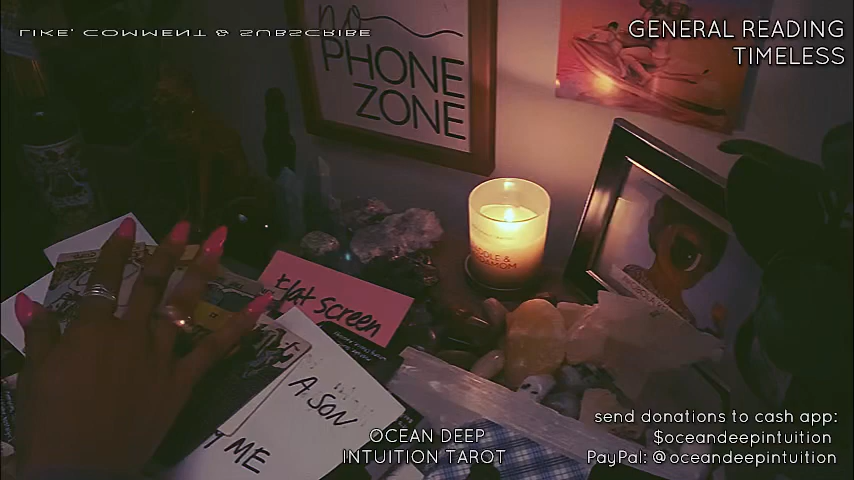 LIKE, COMMENT & SUBSCRIBE
GENERAL READING
TIMELESS
no
PHONE
ZONE
flat screen
A SON
ME
OCEAN DEEP
INTUITION TAROT
send donations to cash app:
$oceandeepintuition
PayPal: @oceandeepintuition